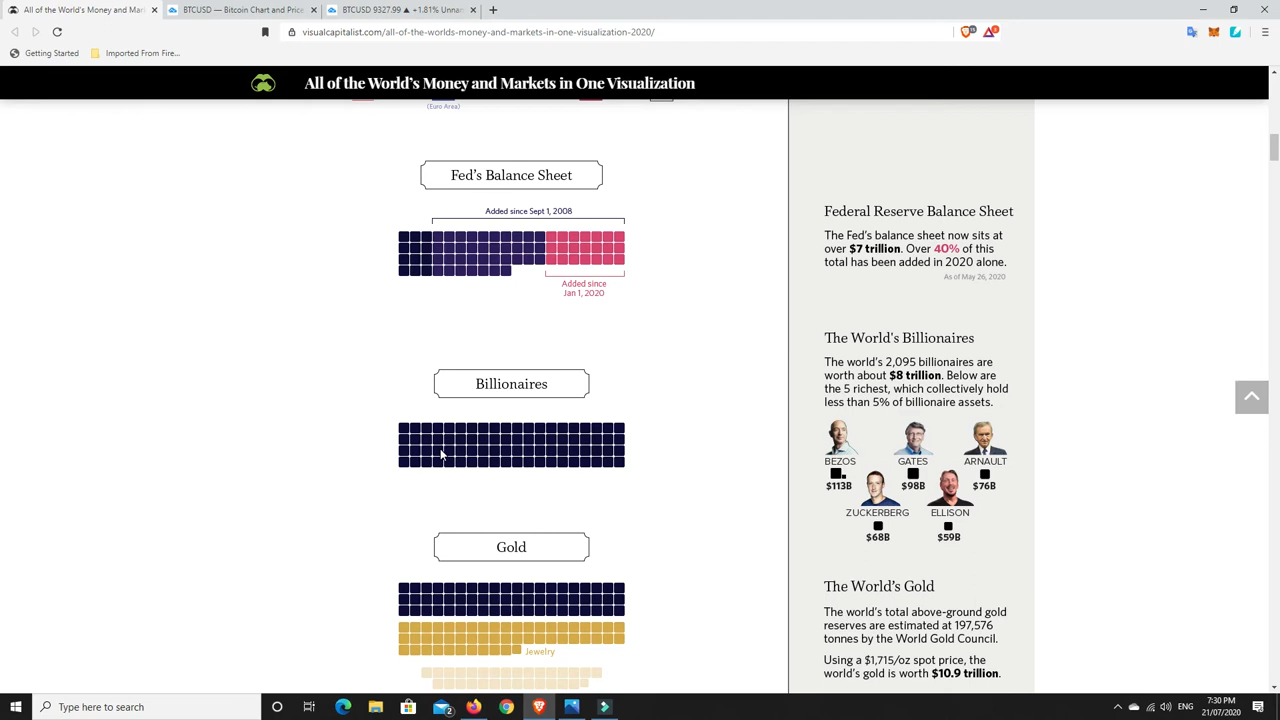 All of the World's Money and M
BTCUSD — Bitcoin Chart and Price
BTCUSD 9327.99 ▲ +1.81% Unnam
visualcapitalist.com/all-of-the-worlds-money-and-markets-in-one-visualization-2020/
Getting Started
Imported From Fire...
All of the World's Money and Markets in One Visualization
(Euro Area)
Fed's Balance Sheet
Added since Sept 1, 2008
Added since
Jan 1, 2020
Billionaires
Gold
Jewelry
Federal Reserve Balance Sheet
The Fed's balance sheet now sits at
over $7 trillion. Over 40% of this
total has been added in 2020 alone.
As of May 26, 2020
The World's Billionaires
The world's 2,095 billionaires are
worth about $8 trillion. Below are
the 5 richest, which collectively hold
less than 5% of billionaire assets.
BEZOS
$113B
GATES
$98B
ARNAULT
$76B
ZUCKERBERG
$68B
ELLISON
$59B
The World's Gold
The world's total above-ground gold
reserves are estimated at 197,576
tonnes by the World Gold Council.
Using a $1,715/oz spot price, the
world's gold is worth $10.9 trillion.
Type here to search
ENG
7:30 PM
21/07/2020